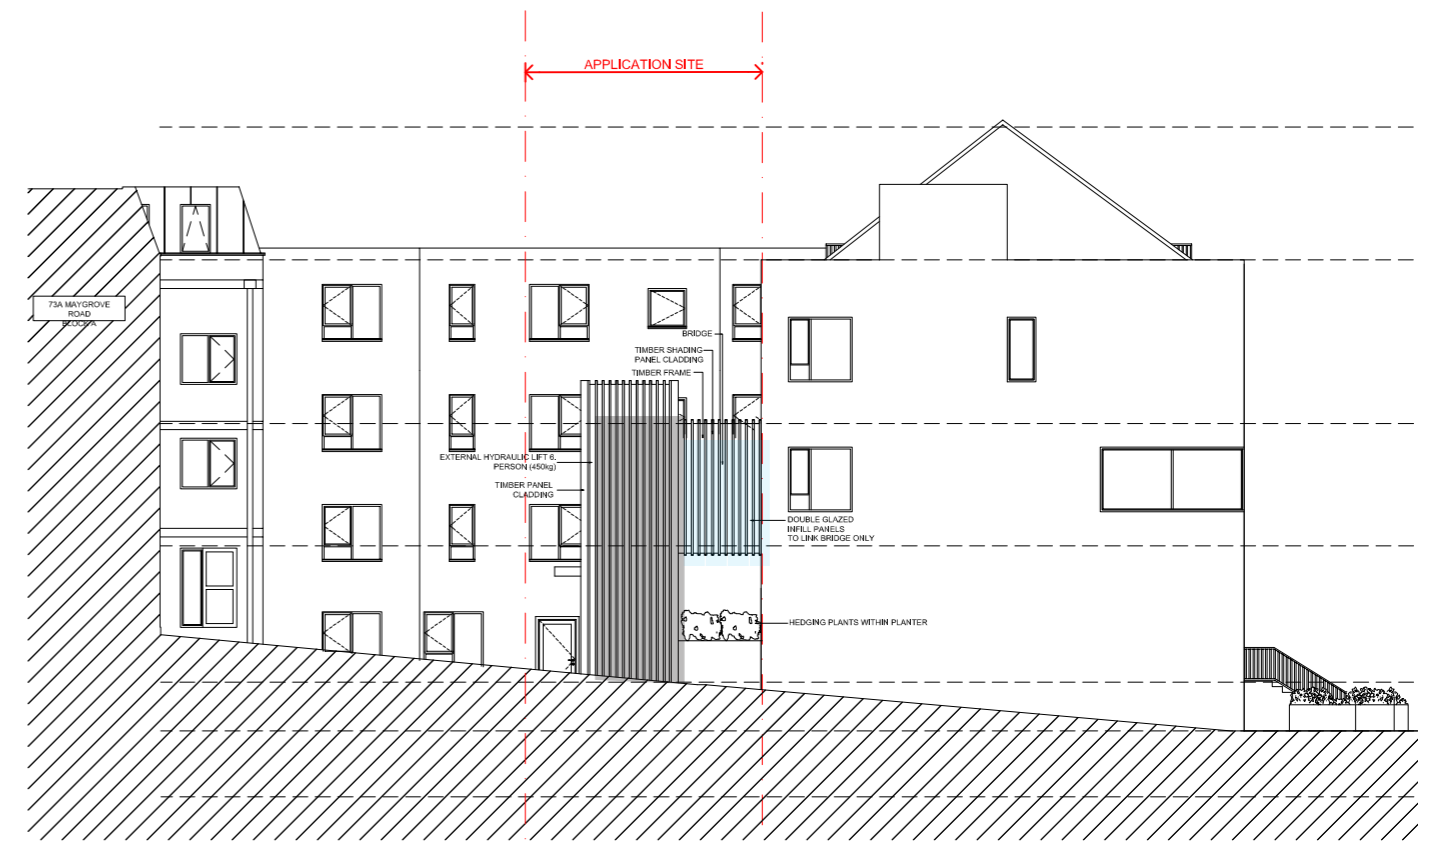 APPLICATION SITE
73A MAYGROVE
ROAD
BLOCK A
BRIDGE
TIMBER SHADING
PANEL CLADDING
TIMBER FRAME
EXTERNAL HYDRAULIC LIFT 6.
PERSON (450kg)
TIMBER PANEL
CLADDING
DOUBLE GLAZED
INFILL PANELS
TO LINK BRIDGE ONLY
HEDGING PLANTS WITHIN PLANTER